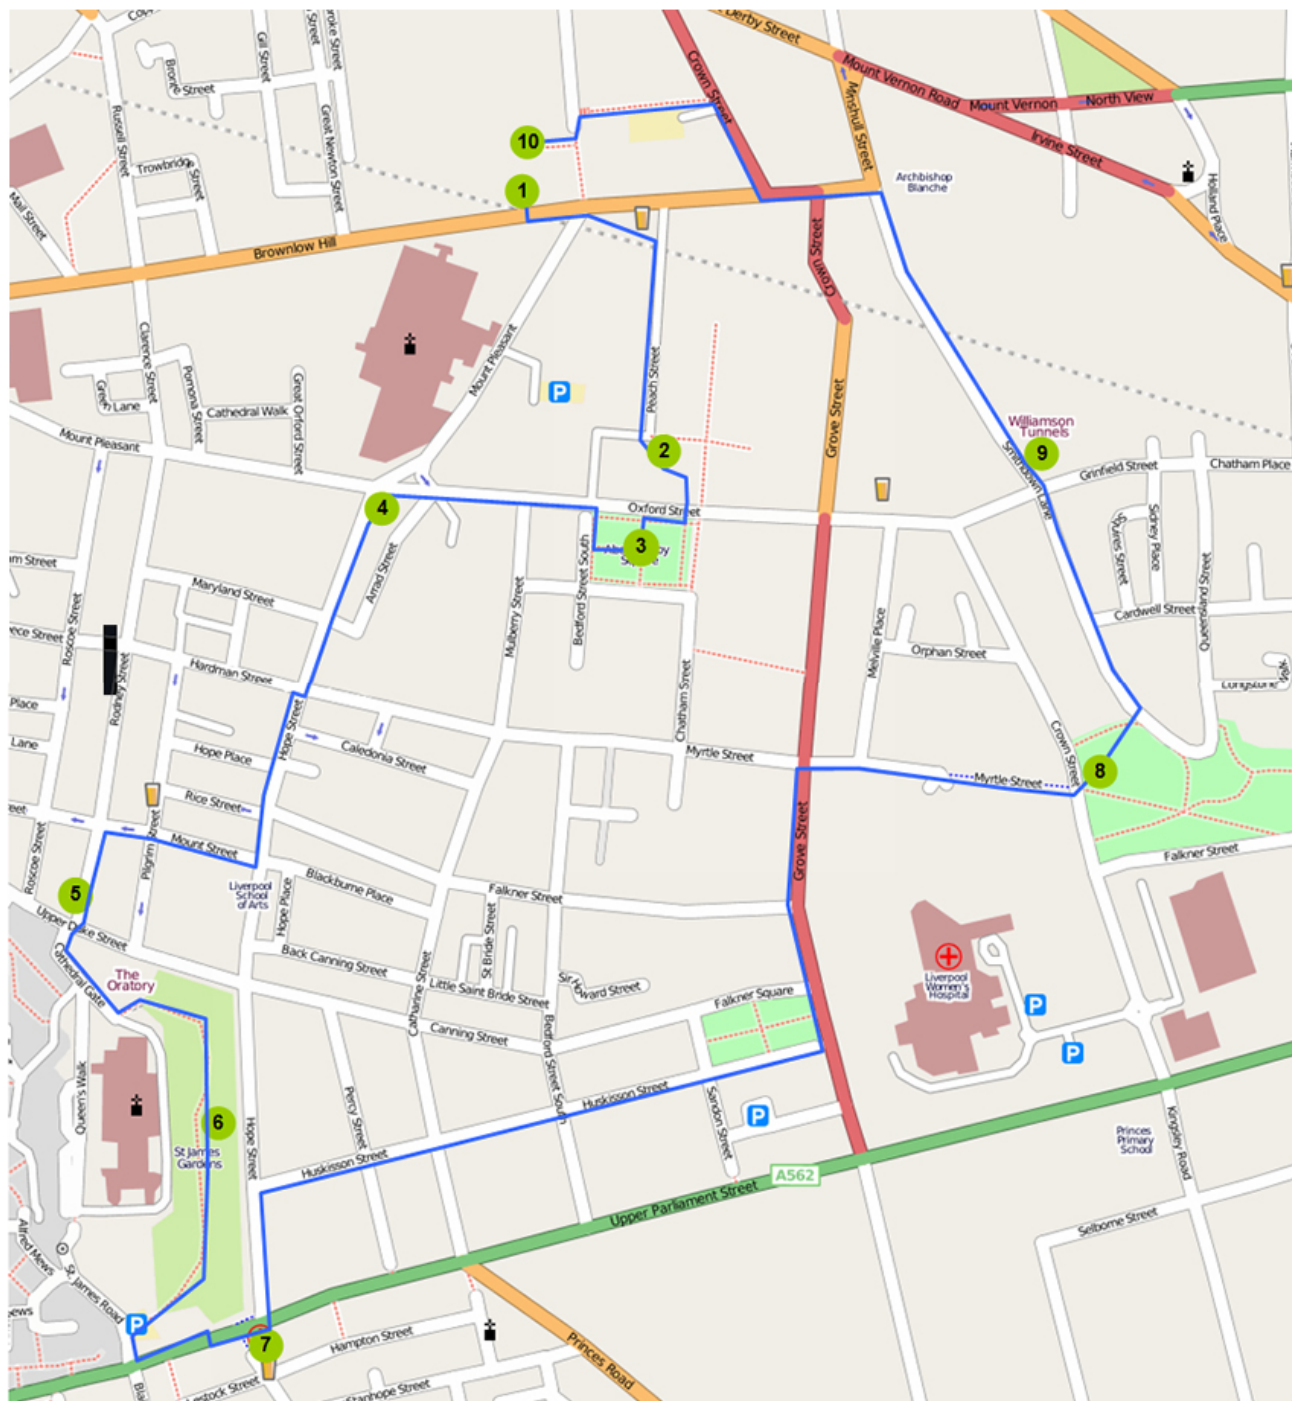 Derby Street
Gill Street
Crown Street
Mount Vernon Road
Mount Vernon
North View
Irvine Street
Minshull Street
Russell Street
Great Newton Street
Trowbridge Street
Mail Street
10
1
Archbishop
Blanche
Holland Place
Brownlow Hill
Crown Street
Clarence Street
Pomona Street
Great Orford Street
Green Lane
Cathedral Walk
Mount Pleasant
Mount Pleasant
P
Peach Street
Grove Street
2
Williamson
Tunnels
9
Smithdown Lane
Grinfield Street
Chatham Place
4
Oxford Street
3
Sidney Place
Squires Street
Queensland Street
Cardwell Street
Maryland Street
Arrad Street
Mulberry Street
Bedford Street South
Roscoe Street
Rodney Street
Hardman Street
Melville Place
Orphan Street
Chatham Street
Place
Lane
Hope Street
Hope Place
Caledonia Street
Myrtle Street
Myrtle Street
Crown Street
8
Rice Street
Mount Street
Pilgrim Street
Roscoe Street
5
Liverpool
School
of Arts
Hope Place
Blackburne Place
Falkner Street
Grove Street
Falkner Street
Upper Duke Street
Cathedral Gate
The
Oratory
Back Canning Street
St Bride Street
Little Saint Bride Street
Sir Howard Street
Catharine Street
Canning Street
Falkner Square
Liverpool
Women's
Hospital
P
P
Queen's Walk
6
St James
Gardens
Hope Street
Percy Street
Bedford Street South
Huskisson Street
Huskisson Street
Sandon Street
P
Princes
Primary
School
Kingsley Road
A562
Upper Parliament Street
Selborne Street
Alfred Mews
St. James Road
P
7
Hampton Street
Stanhope Street
Princes Road